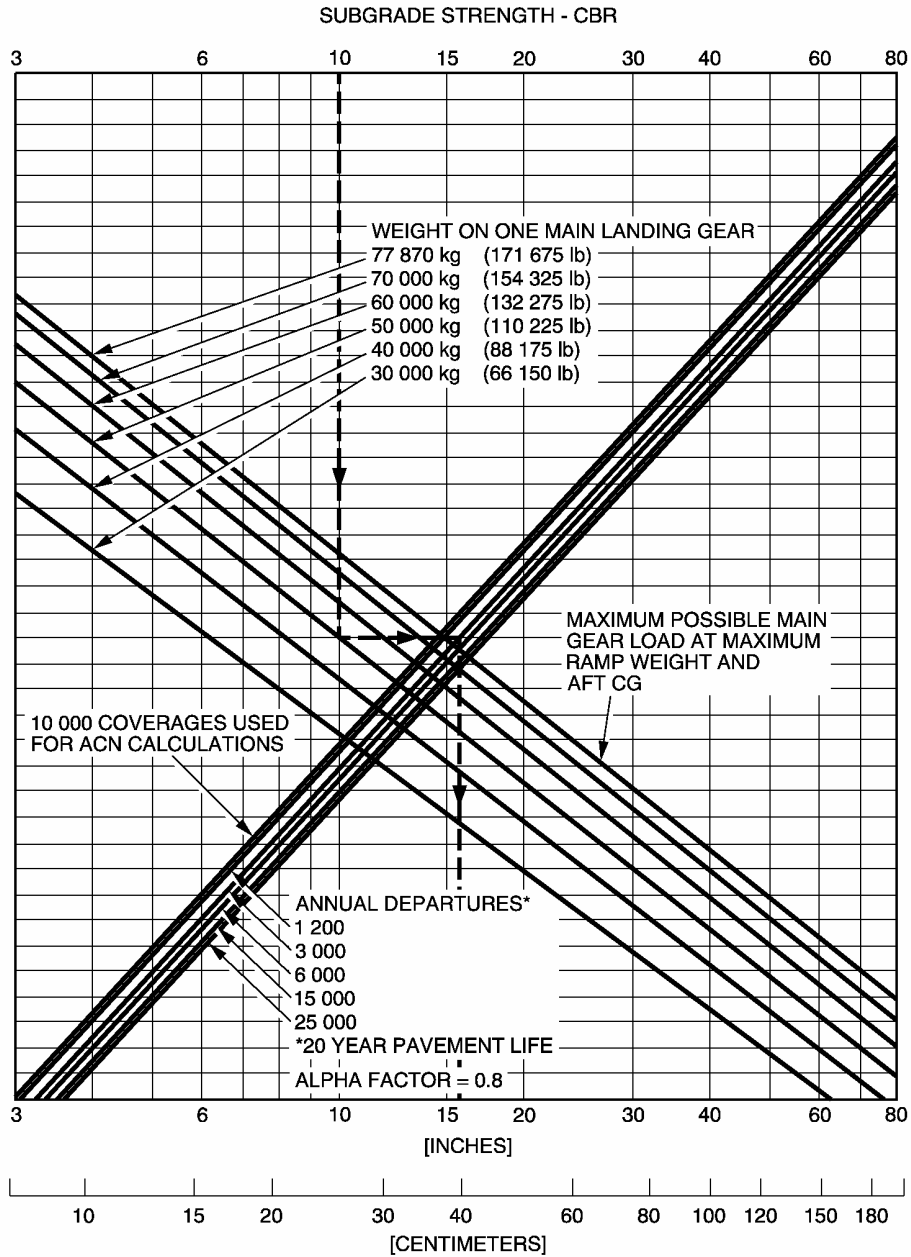 SUBGRADE STRENGTH - CBR
3 6 10 15 20 30 40 60 80
WEIGHT ON ONE MAIN LANDING GEAR
77 870 kg (171 675 lb)
70 000 kg (154 325 lb)
60 000 kg (132 275 lb)
50 000 kg (110 225 lb)
40 000 kg (88 175 lb)
30 000 kg (66 150 lb)
MAXIMUM POSSIBLE MAIN
GEAR LOAD AT MAXIMUM
RAMP WEIGHT AND
AFT CG
10 000 COVERAGES USED
FOR ACN CALCULATIONS
ANNUAL DEPARTURES*
1 200
3 000
6 000
15 000
25 000
*20 YEAR PAVEMENT LIFE
ALPHA FACTOR = 0.8
3 6 10 15 20 30 40 60 80
[INCHES]
10 15 20 30 40 60 80 100 120 150 180
[CENTIMETERS]